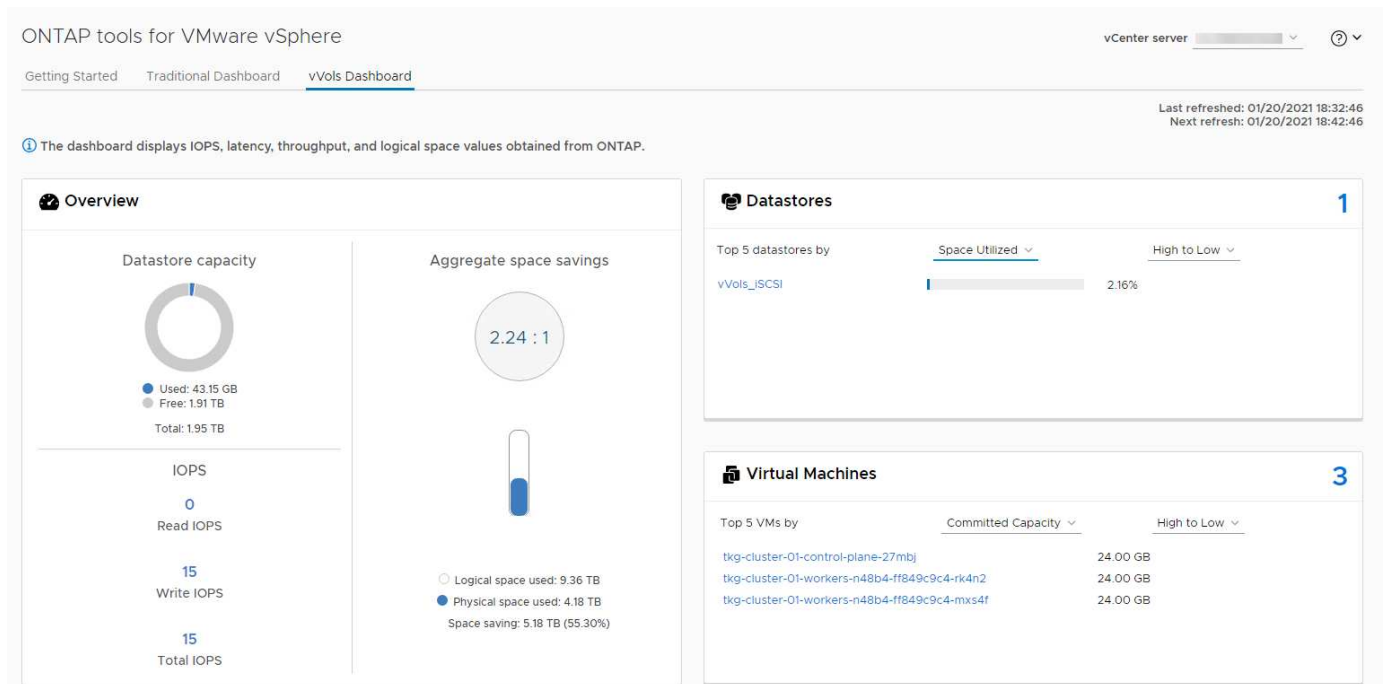 ONTAP tools for VMware vSphere
vCenter server
Getting Started Traditional Dashboard vVols Dashboard
Last refreshed: 01/20/2021 18:32:46
Next refresh: 01/20/2021 18:42:46
The dashboard displays IOPS, latency, throughput, and logical space values obtained from ONTAP.
Overview
Datastore capacity
Used: 43.15 GB
Free: 1.91 TB
Total: 1.95 TB
IOPS
0
Read IOPS
15
Write IOPS
15
Total IOPS
Aggregate space savings
2.24 : 1
Logical space used: 9.36 TB
Physical space used: 4.18 TB
Space saving: 5.18 TB (55.30%)
Datastores 1
Top 5 datastores by Space Utilized High to Low
vVols_iSCSI 2.16%
Virtual Machines 3
Top 5 VMs by Committed Capacity High to Low
tkg-cluster-01-control-plane-27mbj 24.00 GB
tkg-cluster-01-workers-n48b4-ff849c9c4-rk4n2 24.00 GB
tkg-cluster-01-workers-n48b4-ff849c9c4-mxs4f 24.00 GB